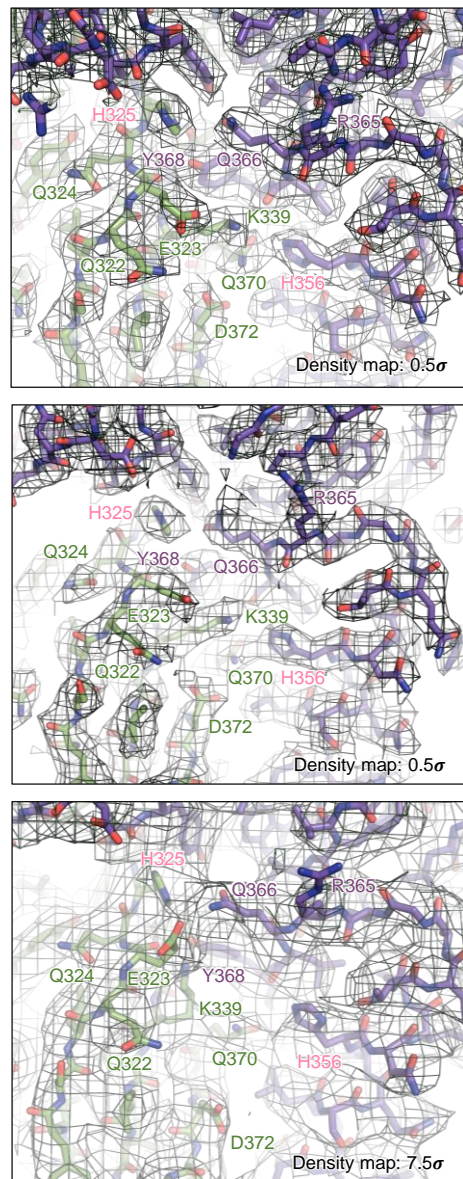 H325
R365
Y368 Q366
Q324
K339
E323
Q322
Q370 H356
D372
Density map: 0.5σ
R365
H325
Q324
Y368 Q366
E323 K339
Q322
Q370
H356
D372
Density map: 0.5σ
H325
Q366 R365
Q324 E323 Y368
K339
Q322 Q370 H356
D372
Density map: 7.5σ